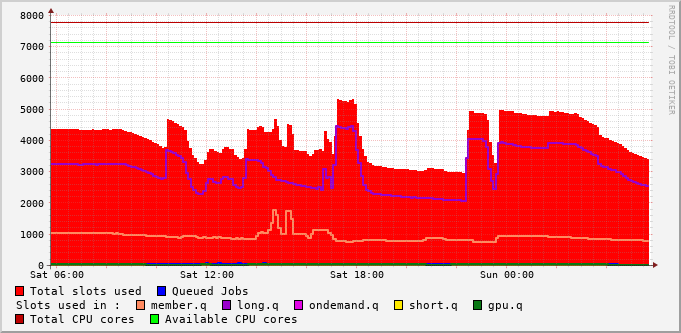 8000
7000
6000
5000
4000
3000
2000
1000
0
Sat 06:00 Sat 12:00 Sat 18:00 Sun 00:00
RRDTOOL / TOBI OETIKER
Total slots used Queued Jobs
Slots used in : member.q long.q ondemand.q short.q gpu.q
Total CPU cores Available CPU cores